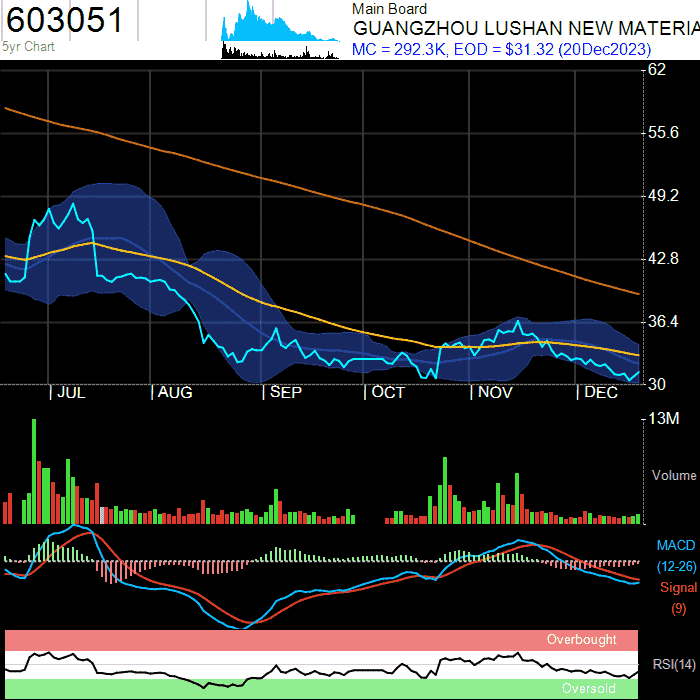 603051
5yr Chart
Main Board
GUANGZHOU LUSHAN NEW MATERIA
MC = 292.3K, EOD = $31.32 (20Dec2023)
62
55.6
49.2
42.8
36.4
30
JUL AUG SEP OCT NOV DEC
13M
Volume
MACD
(12-26)
Signal
(9)
Overbought
RSI(14)
Oversold